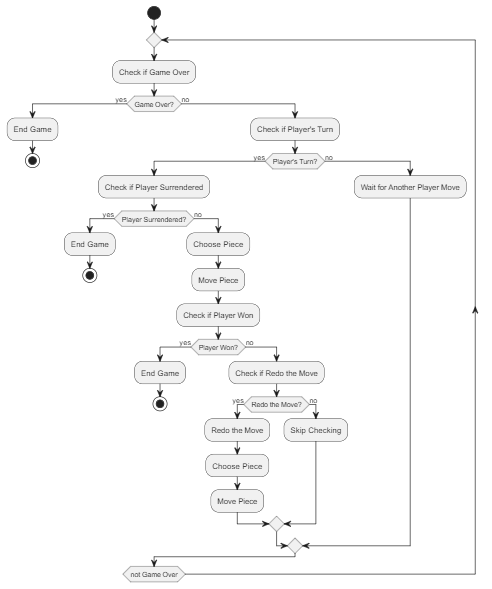 Check if Game Over
yes
Game Over?
no
End Game
Check if Player's Turn
yes
Player's Turn?
no
Check if Player Surrendered
Wait for Another Player Move
yes
Player Surrendered?
no
End Game
Choose Piece
Move Piece
Check if Player Won
yes
Player Won?
no
End Game
Check if Redo the Move
yes
Redo the Move?
no
Redo the Move
Skip Checking
Choose Piece
Move Piece
not Game Over